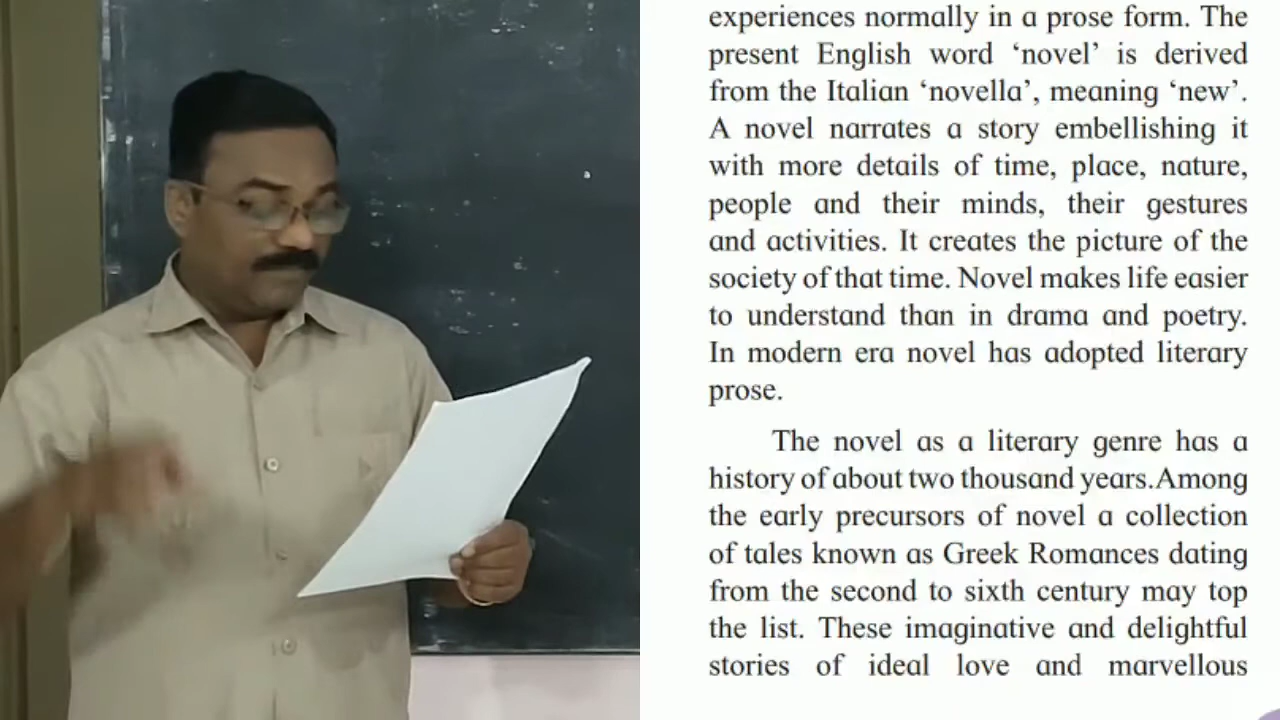 experiences normally in a prose form. The
present English word ‘novel’ is derived
from the Italian ‘novella’, meaning ‘new’.
A novel narrates a story embellishing it
with more details of time, place, nature,
people and their minds, their gestures
and activities. It creates the picture of the
society of that time. Novel makes life easier
to understand than in drama and poetry.
In modern era novel has adopted literary
prose.
The novel as a literary genre has a
history of about two thousand years.Among
the early precursors of novel a collection
of tales known as Greek Romances dating
from the second to sixth century may top
the list. These imaginative and delightful
stories of ideal love and marvellous